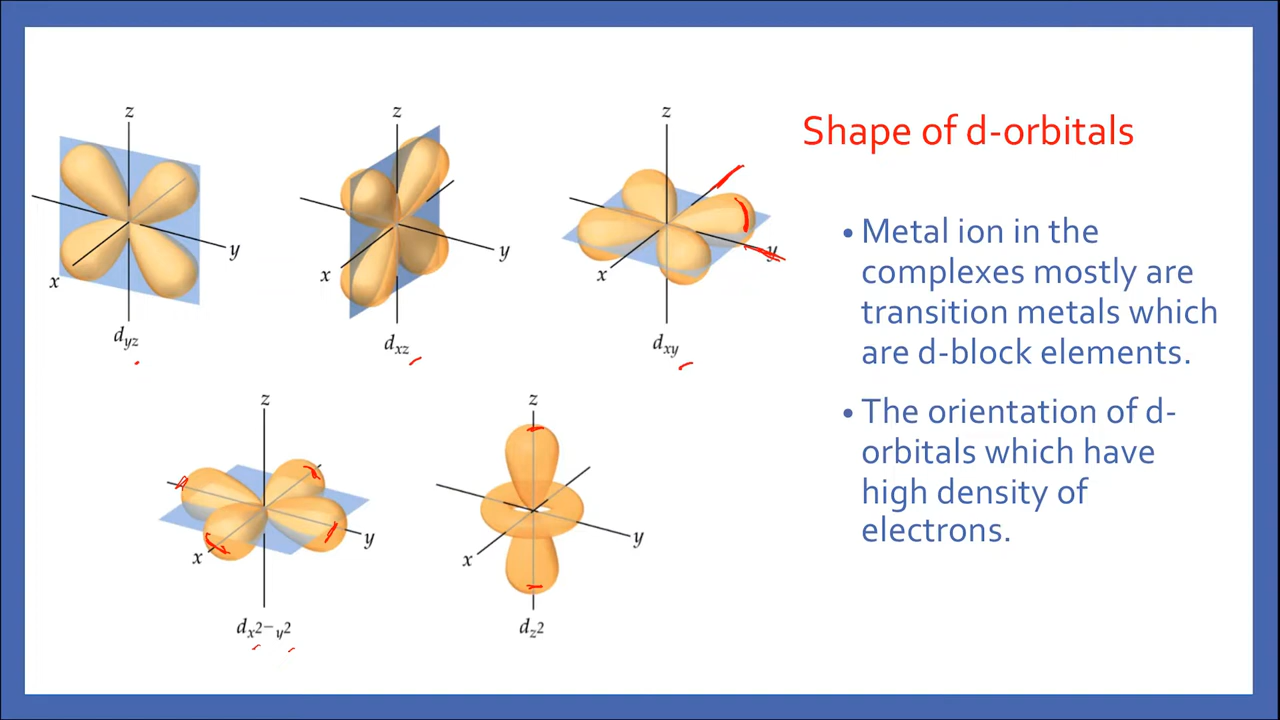 Shape of d-orbitals
• Metal ion in the
complexes mostly are
transition metals which
are d-block elements.
• The orientation of d-
orbitals which have
high density of
electrons.
z
y
x
dyz
z
y
x
dxz
z
y
x
dxy
z
y
x
dx2−y2
z
y
x
dz2